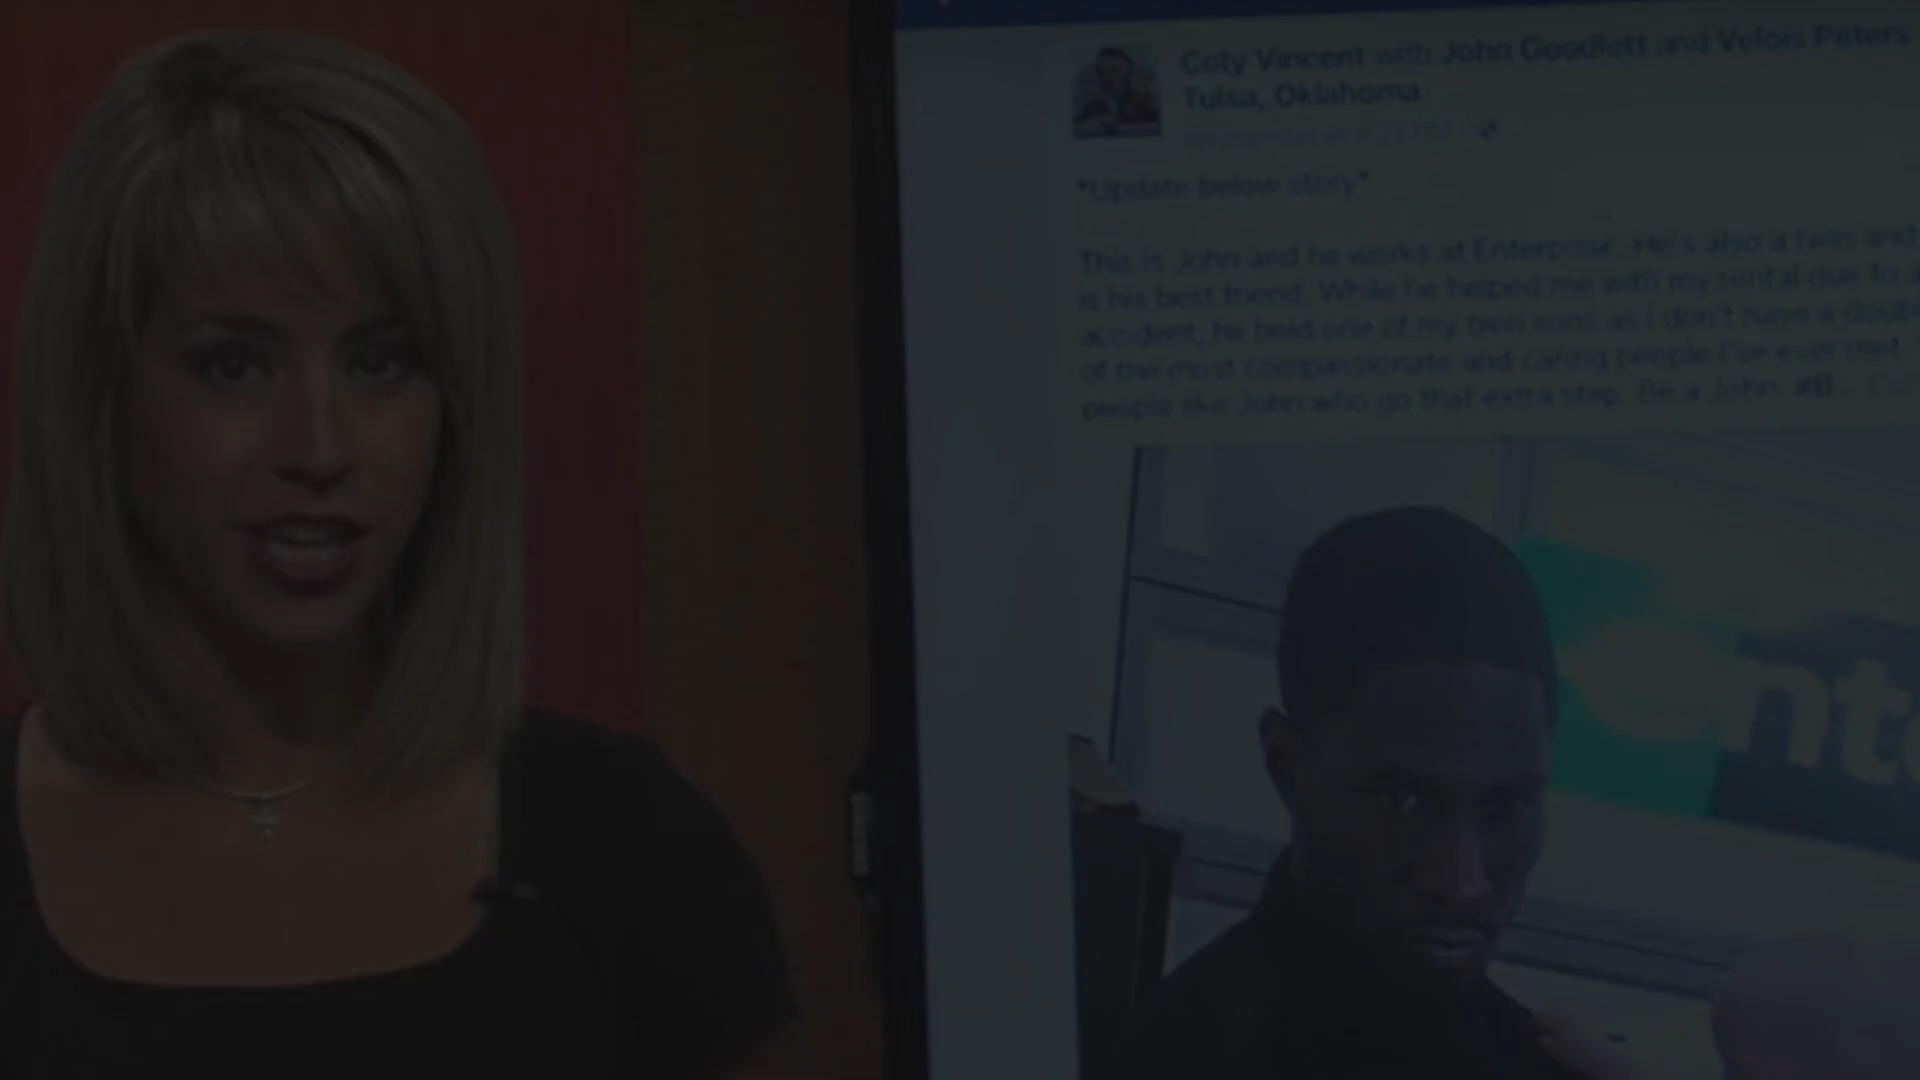 Coty Vincent with John Goodlett and Velois Peters
Tulsa, Oklahoma
*Update below story*
This is John and he works at Enterprise. He's also a twin and
is his best friend. While he helped me with my rental due to a
accident, he held one of my twin sons as I don't have a doubl
of the most compassionate and caring people I've ever met.
people like John who go that extra step. Be a John. #B...
ente